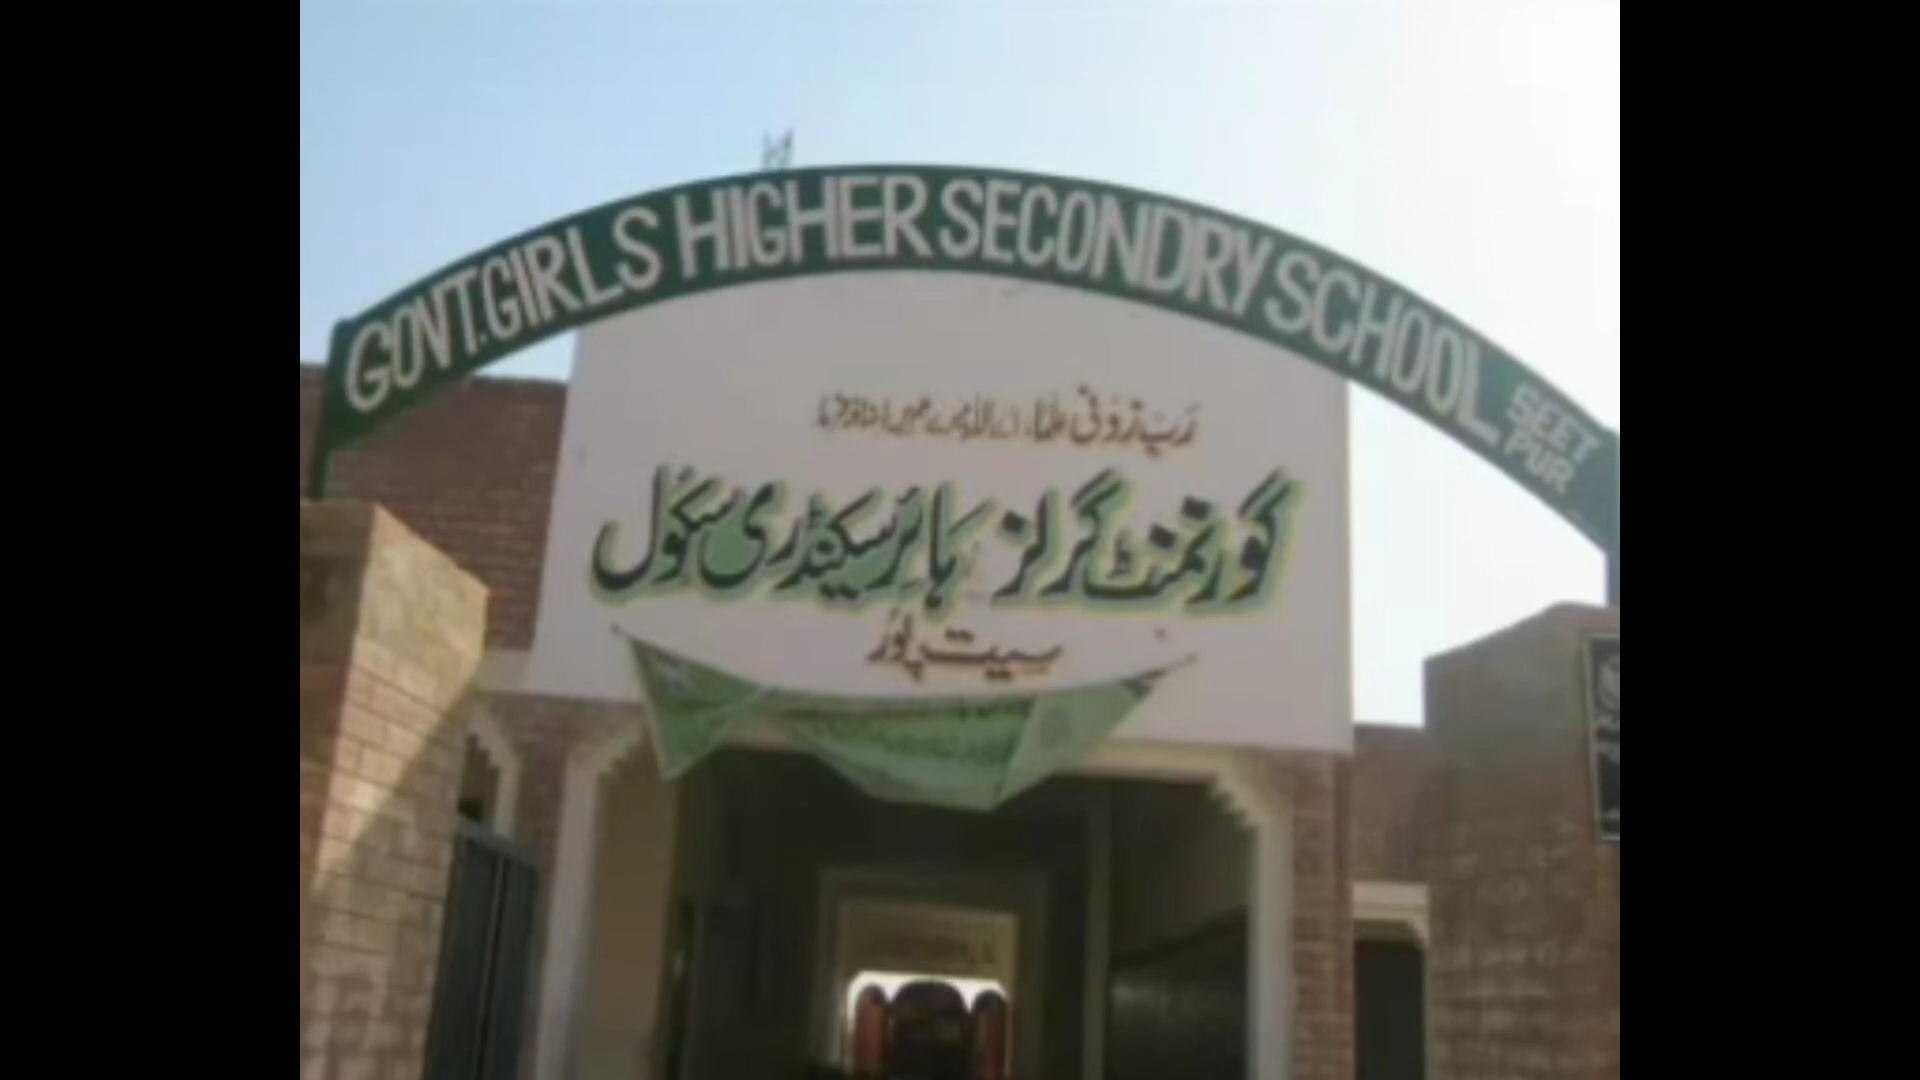 GOVT. GIRLS HIGHER SECONDRY SCHOOL
SEET
PUR
رَبِّ زِدْنِی عِلْمًا
گورنمنٹ گرلز ہائر سیکنڈری سکول
سیت پور